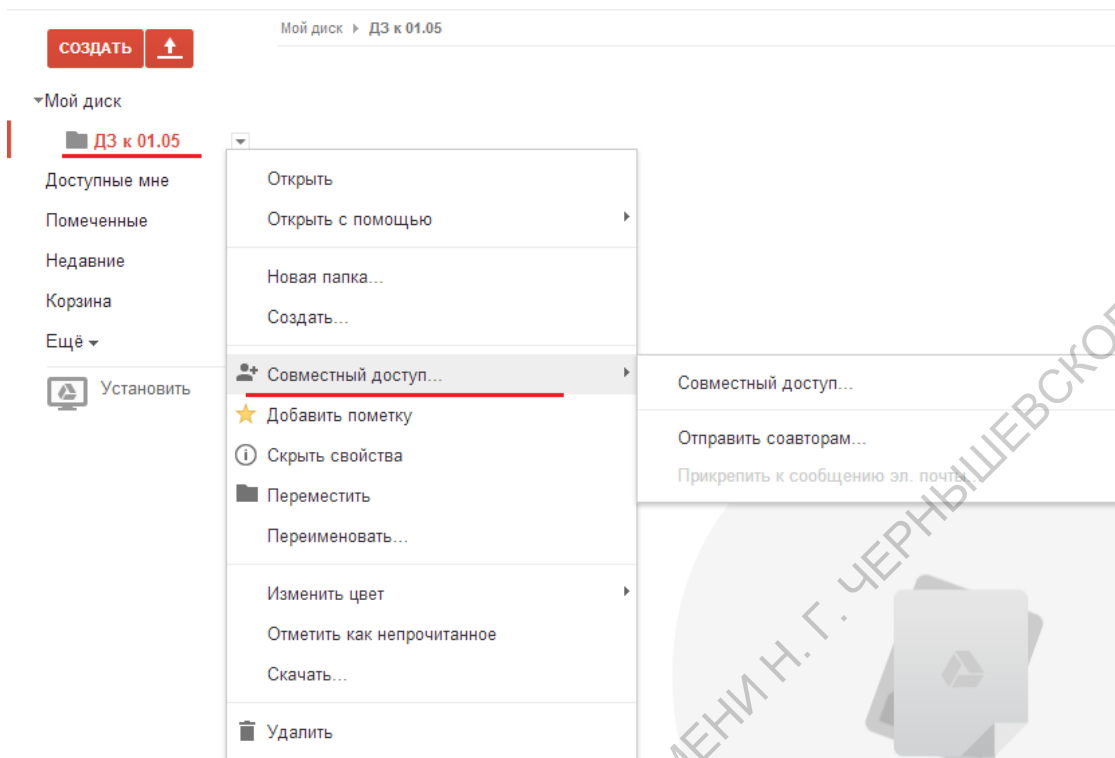 Мой диск ▸ ДЗ к 01.05
СОЗДАТЬ
Мой диск
ДЗ к 01.05
Доступные мне
Помеченные
Недавние
Корзина
Ещё
Установить
Открыть
Открыть с помощью
Новая папка...
Создать...
Совместный доступ...
Добавить пометку
Скрыть свойства
Переместить
Переименовать...
Изменить цвет
Отметить как непрочитанное
Скачать...
Удалить
Совместный доступ...
Отправить соавторам...
Прикрепить к сообщению эл. почты...
Н. Г. ЧЕРНЫШЕВСКО